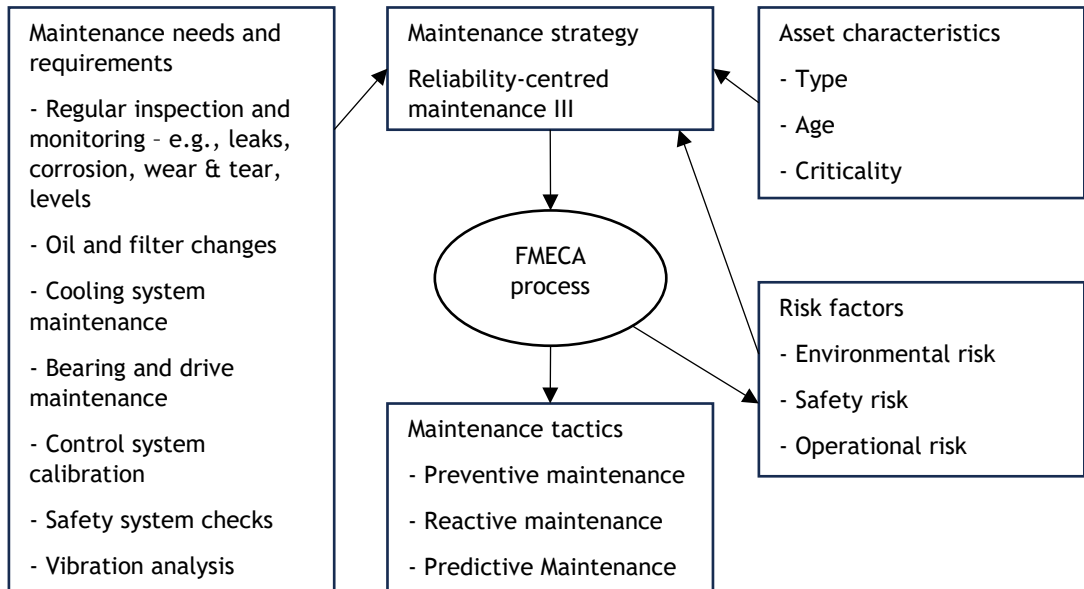 Maintenance needs and
requirements
- Regular inspection and
monitoring – e.g., leaks,
corrosion, wear & tear,
levels
- Oil and filter changes
- Cooling system
maintenance
- Bearing and drive
maintenance
- Control system
calibration
- Safety system checks
- Vibration analysis
Maintenance strategy
Reliability-centred
maintenance III
FMECA
process
Maintenance tactics
- Preventive maintenance
- Reactive maintenance
- Predictive Maintenance
Asset characteristics
- Type
- Age
- Criticality
Risk factors
- Environmental risk
- Safety risk
- Operational risk